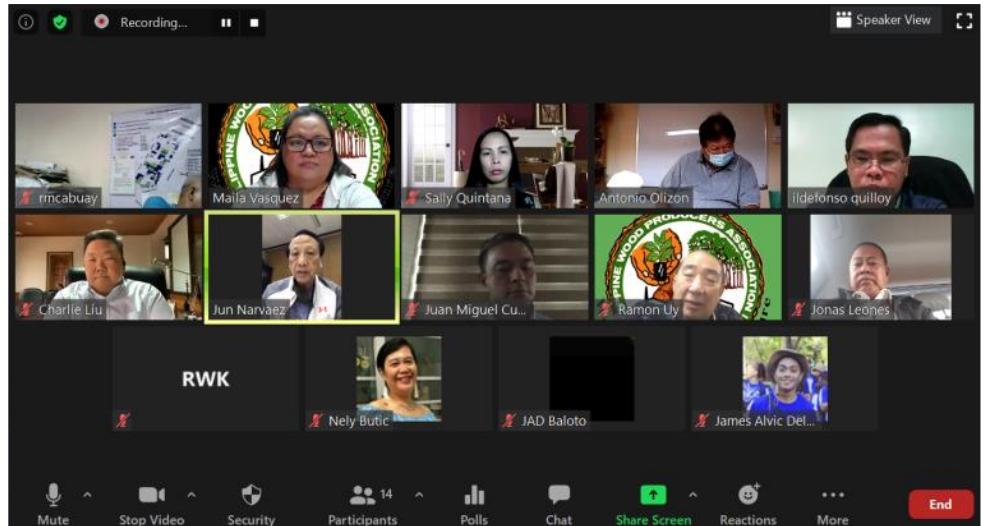 Recording...
Speaker View
rmcabuay
Maila Vasquez
Sally Quintana
Antonio Olizon
ildefonso quilloy
Charlie Liu
Jun Narvaez
Juan Miguel Cu...
Ramon Uy
Jonas Leones
RWK
Nely Butic
JAD Baloto
James Alvic Del...
Mute
Stop Video
Security
14
Participants
Polls
Chat
Share Screen
Reactions
More
End